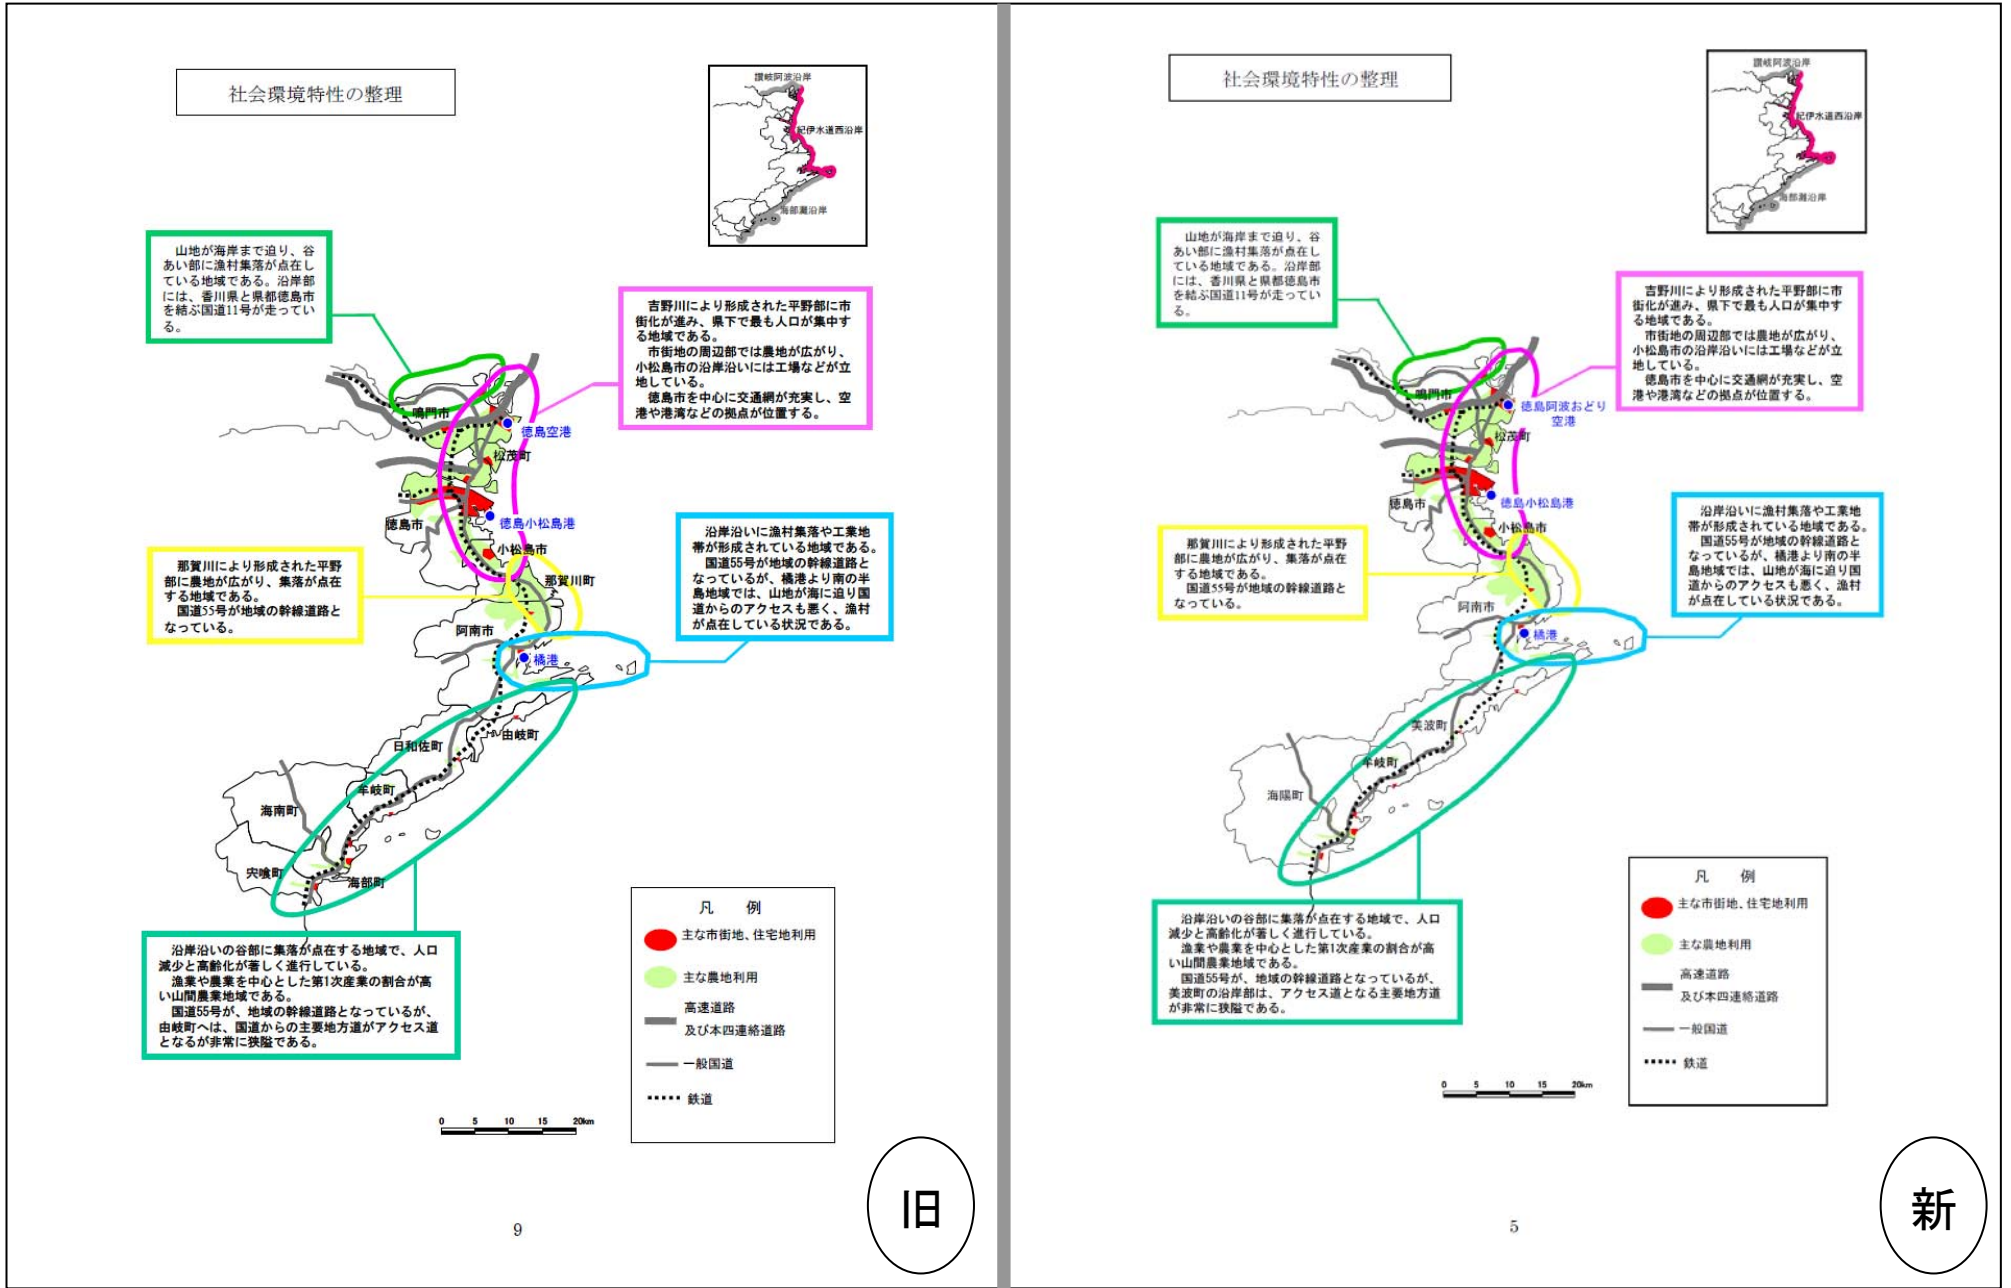 社会環境特性の整理
讃岐阿波沿岸
紀伊水道西沿岸
海部灘沿岸
山地が海岸まで迫り、谷
あい部に漁村集落が点在し
ている地域である。沿岸部
には、香川県と県都徳島市
を結ぶ国道11号が走ってい
る。
吉野川により形成された平野部に市
街化が進み、県下で最も人口が集中す
る地域である。
市街地の周辺部では農地が広がり、
小松島市の沿岸沿いには工場などが立
地している。
徳島市を中心に交通網が充実し、空
港や港湾などの拠点が位置する。
鳴門市
徳島空港
松茂町
徳島市
徳島小松島港
小松島市
那賀川町
沿岸沿いに漁村集落や工業地
帯が形成されている地域である。
国道55号が地域の幹線道路と
なっているが、橘港より南の半
島地域では、山地が海に迫り国
道からのアクセスも悪く、漁村
が点在している状況である。
那賀川により形成された平野
部に農地が広がり、集落が点在
する地域である。
国道55号が地域の幹線道路と
なっている。
阿南市
橘港
由岐町
日和佐町
牟岐町
海南町
宍喰町
海部町
沿岸沿いの谷部に集落が点在する地域で、人口
減少と高齢化が著しく進行している。
漁業や農業を中心とした第1次産業の割合が高
い山間農業地域である。
国道55号が、地域の幹線道路となっているが、
由岐町へは、国道からの主要地方道がアクセス道
となるが非常に狭隘である。
凡 例
主な市街地、住宅地利用
主な農地利用
高速道路
及び本四連絡道路
一般国道
鉄道
0 5 10 15 20km
旧
9
社会環境特性の整理
讃岐阿波沿岸
紀伊水道西沿岸
海部灘沿岸
山地が海岸まで迫り、谷
あい部に漁村集落が点在し
ている地域である。沿岸部
には、香川県と県都徳島市
を結ぶ国道11号が走ってい
る。
吉野川により形成された平野部に市
街化が進み、県下で最も人口が集中す
る地域である。
市街地の周辺部では農地が広がり、
小松島市の沿岸沿いには工場などが立
地している。
徳島市を中心に交通網が充実し、空
港や港湾などの拠点が位置する。
鳴門市
徳島阿波おどり
空港
松茂町
徳島市
徳島小松島港
小松島市
沿岸沿いに漁村集落や工業地
帯が形成されている地域である。
国道55号が地域の幹線道路と
なっているが、橘港より南の半
島地域では、山地が海に迫り国
道からのアクセスも悪く、漁村
が点在している状況である。
那賀川により形成された平野
部に農地が広がり、集落が点在
する地域である。
国道55号が地域の幹線道路と
なっている。
阿南市
橘港
美波町
牟岐町
海陽町
沿岸沿いの谷部に集落が点在する地域で、人口
減少と高齢化が著しく進行している。
漁業や農業を中心とした第1次産業の割合が高
い山間農業地域である。
国道55号が、地域の幹線道路となっているが、
美波町の沿岸部は、アクセス道となる主要地方道
が非常に狭隘である。
凡 例
主な市街地、住宅地利用
主な農地利用
高速道路
及び本四連絡道路
一般国道
鉄道
0 5 10 15 20km
新
5